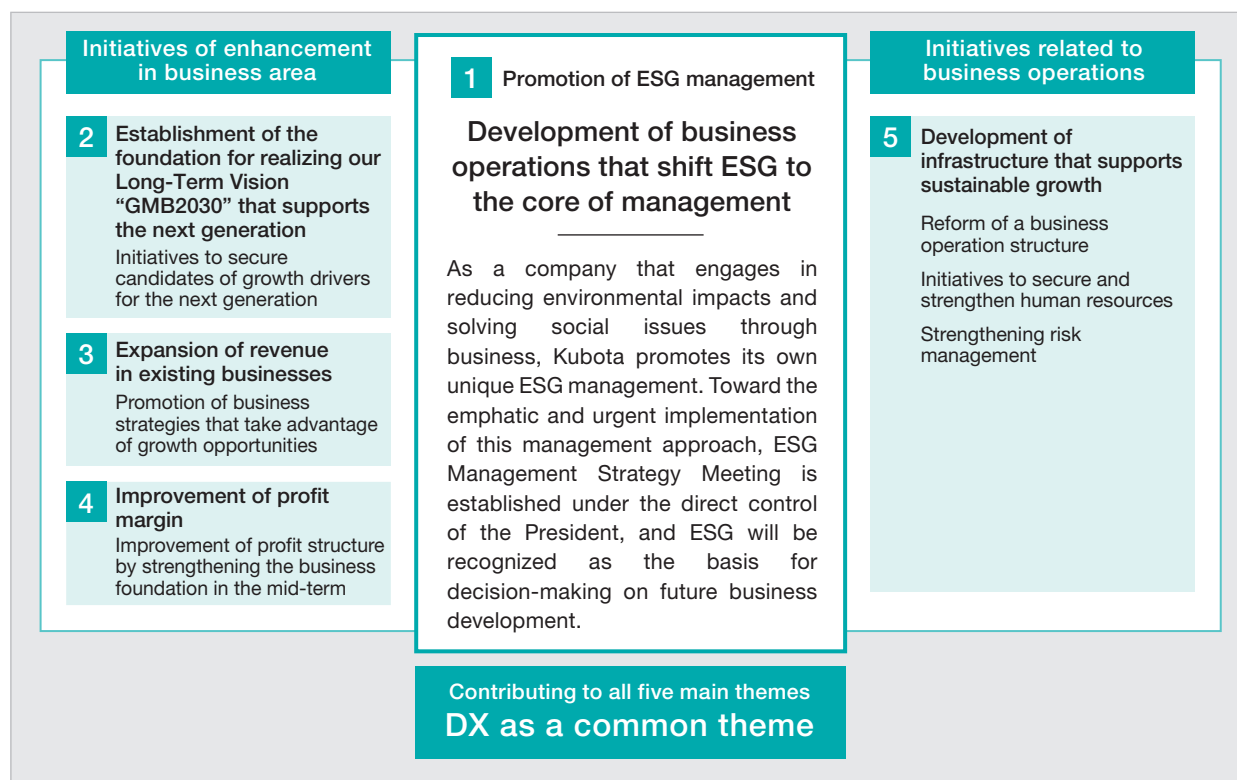 Initiatives of enhancement
in business area
2
Establishment of the
foundation for realizing our
Long-Term Vision
“GMB2030” that supports
the next generation
Initiatives to secure
candidates of growth drivers
for the next generation
3
Expansion of revenue
in existing businesses
Promotion of business
strategies that take advantage
of growth opportunities
4
Improvement of profit
margin
Improvement of profit structure
by strengthening the business
foundation in the mid-term
1 Promotion of ESG management
Development of business
operations that shift ESG to
the core of management
As a company that engages in
reducing environmental impacts and
solving social issues through
business, Kubota promotes its own
unique ESG management. Toward the
emphatic and urgent implementation
of this management approach, ESG
Management Strategy Meeting is
established under the direct control
of the President, and ESG will be
recognized as the basis for
decision-making on future business
development.
Initiatives related to
business operations
5
Development of
infrastructure that supports
sustainable growth
Reform of a business
operation structure
Initiatives to secure and
strengthen human resources
Strengthening risk
management
Contributing to all five main themes
DX as a common theme